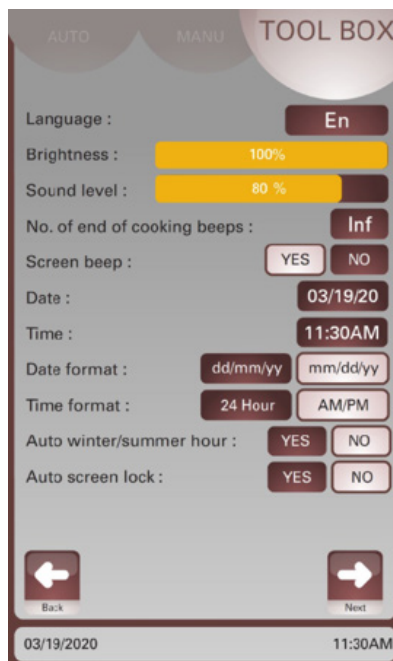 AUTO MANU TOOL BOX
Language : En
Brightness : 100%
Sound level : 80 %
No. of end of cooking beeps : Inf
Screen beep : YES NO
Date : 03/19/20
Time : 11:30AM
Date format : dd/mm/yy mm/dd/yy
Time format : 24 Hour AM/PM
Auto winter/summer hour : YES NO
Auto screen lock : YES NO
Back Next
03/19/2020 11:30AM